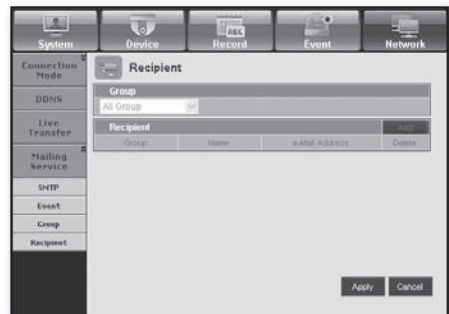 System Device Record Event Network
REC
Connection Mode
DDNS
Live Transfer
Mailing Service
SMTP
Event
Group
Recipient
Recipient
Group
All Group
Recipient Add
Group Name e-Mail Address Delete
Apply Cancel